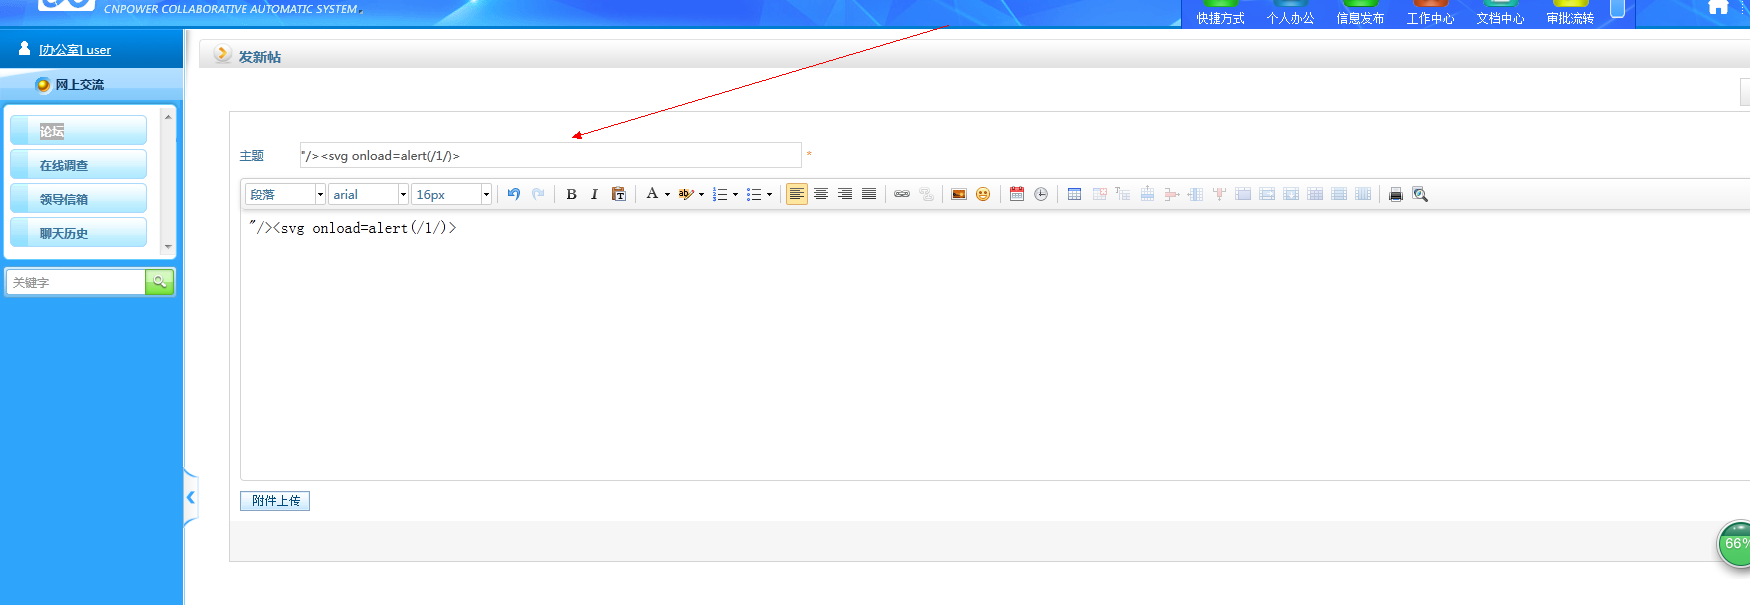 CNPOWER COLLABORATIVE AUTOMATIC SYSTEM
快捷方式 个人办公 信息发布 工作中心 文档中心 审批流转
[办公室] user
网上交流
论坛
在线调查
领导信箱
聊天历史
关键字
发新帖
主题 "/><svg onload=alert(/1/)> *
段落 arial 16px
"/><svg onload=alert(/1/)>
附件上传
66%